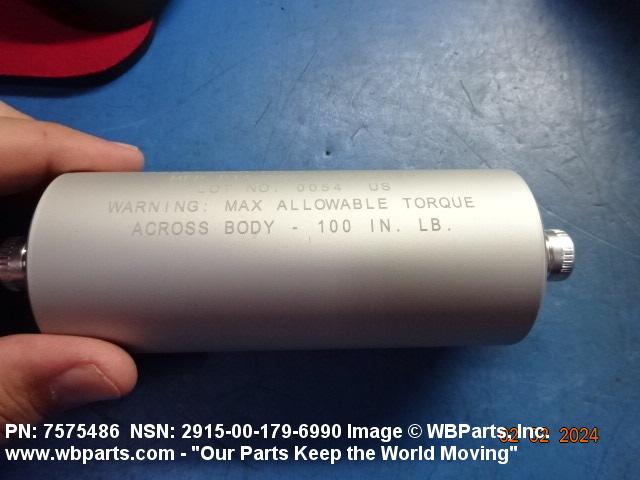 LOT NO. 0054 US
WARNING: MAX ALLOWABLE TORQUE
ACROSS BODY - 100 IN. LB.
PN: 7575486 NSN: 2915-00-179-6990 Image © WBParts, Inc.
02 02 2024
www.wbparts.com - "Our Parts Keep the World Moving"